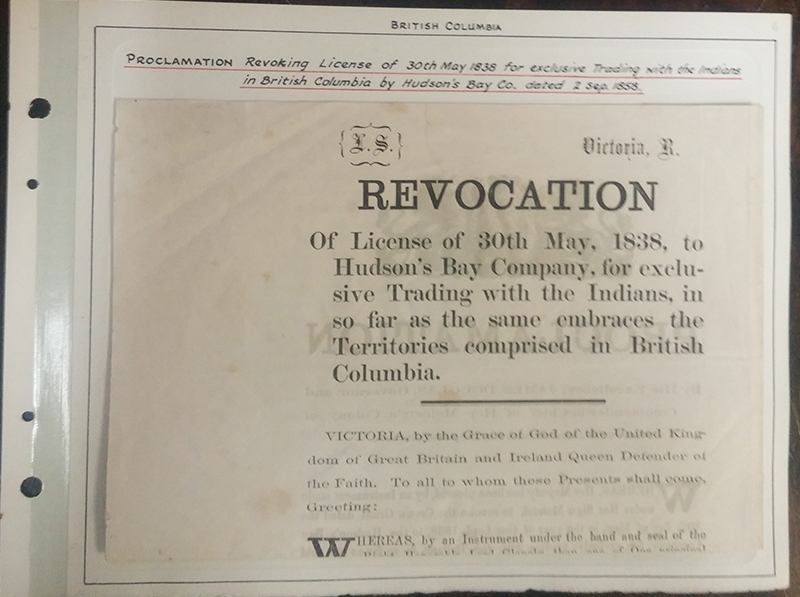 BRITISH COLUMBIA
PROCLAMATION Revoking License of 30th May 1838 for exclusive Trading with the Indians
in British Columbia by Hudson's Bay Co. dated 2 Sep. 1858.
{L. S.}
Victoria, R.
REVOCATION
Of License of 30th May, 1838, to
Hudson's Bay Company, for exclu-
sive Trading with the Indians, in
so far as the same embraces the
Territories comprised in British
Columbia.
VICTORIA, by the Grace of God of the United King-
dom of Great Britain and Ireland Queen Defender of
the Faith. To all to whom these Presents shall come,
Greeting:
WHEREAS, by an Instrument under the hand and seal of the